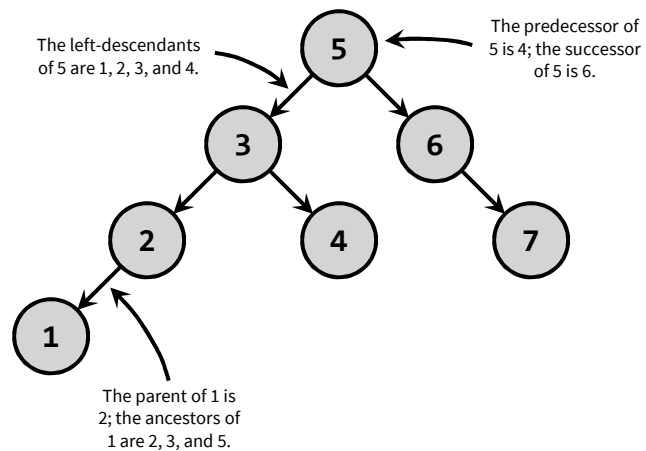 The left-descendants
of 5 are 1, 2, 3, and 4.
5
The predecessor of
5 is 4; the successor
of 5 is 6.
3
6
2
4
7
1
The parent of 1 is
2; the ancestors of
1 are 2, 3, and 5.